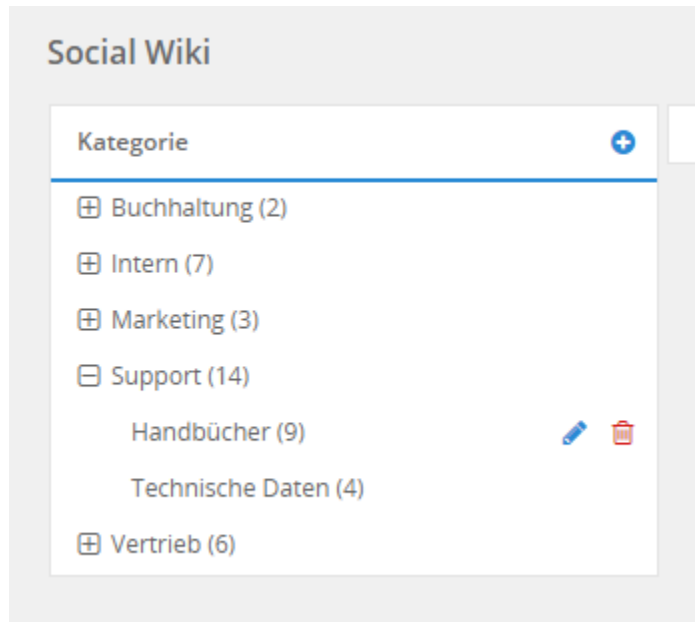 Social Wiki
Kategorie
Buchhaltung (2)
Intern (7)
Marketing (3)
Support (14)
Handbücher (9)
Technische Daten (4)
Vertrieb (6)